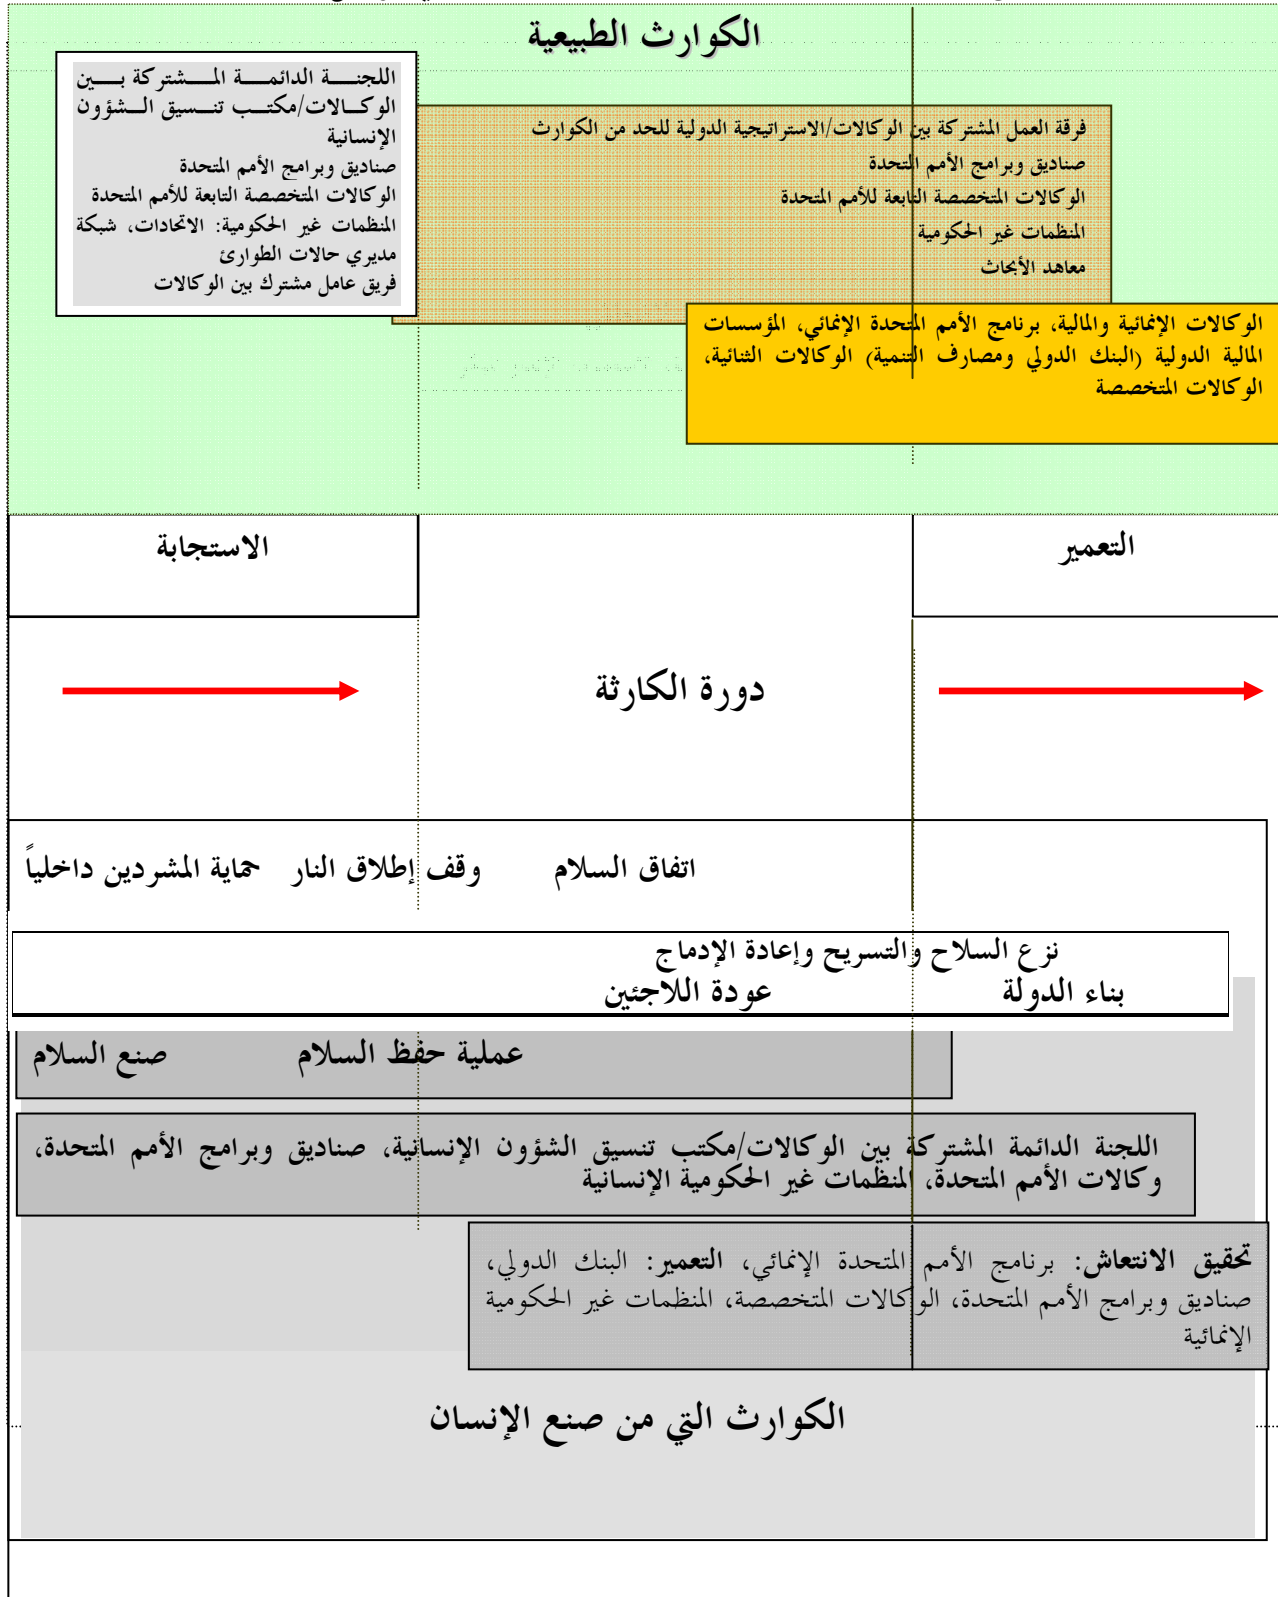 الكوارث الطبيعية
اللجنة الدائمة المشتركة بين
الوكالات/مكتب تنسيق الشؤون
الإنسانية
صناديق وبرامج الأمم المتحدة
الوكالات المتخصصة التابعة للأمم المتحدة
المنظمات غير الحكومية: الاتحادات، شبكة
مديري حالات الطوارئ
فريق عامل مشترك بين الوكالات
فرقة العمل المشتركة بين الوكالات/الاستراتيجية الدولية للحد من الكوارث
صناديق وبرامج الأمم المتحدة
الوكالات المتخصصة التابعة للأمم المتحدة
المنظمات غير الحكومية
معاهد الأبحاث
الوكالات الإنمائية والمالية، برنامج الأمم المتحدة الإنمائي، المؤسسات
المالية الدولية (البنك الدولي ومصارف التنمية) الوكالات الثنائية،
الوكالات المتخصصة
التعمير
الاستجابة
دورة الكارثة
اتفاق السلام وقف إطلاق النار حماية المشردين داخلياً
نزع السلاح والتسريح وإعادة الإدماج
بناء الدولة عودة اللاجئين
عملية حفظ السلام صنع السلام
اللجنة الدائمة المشتركة بين الوكالات/مكتب تنسيق الشؤون الإنسانية، صناديق وبرامج الأمم المتحدة،
وكالات الأمم المتحدة، المنظمات غير الحكومية الإنسانية
تحقيق الانتعاش: برنامج الأمم المتحدة الإنمائي، التعمير: البنك الدولي،
صناديق وبرامج الأمم المتحدة، الوكالات المتخصصة، المنظمات غير الحكومية
الإنمائية
الكوارث التي من صنع الإنسان